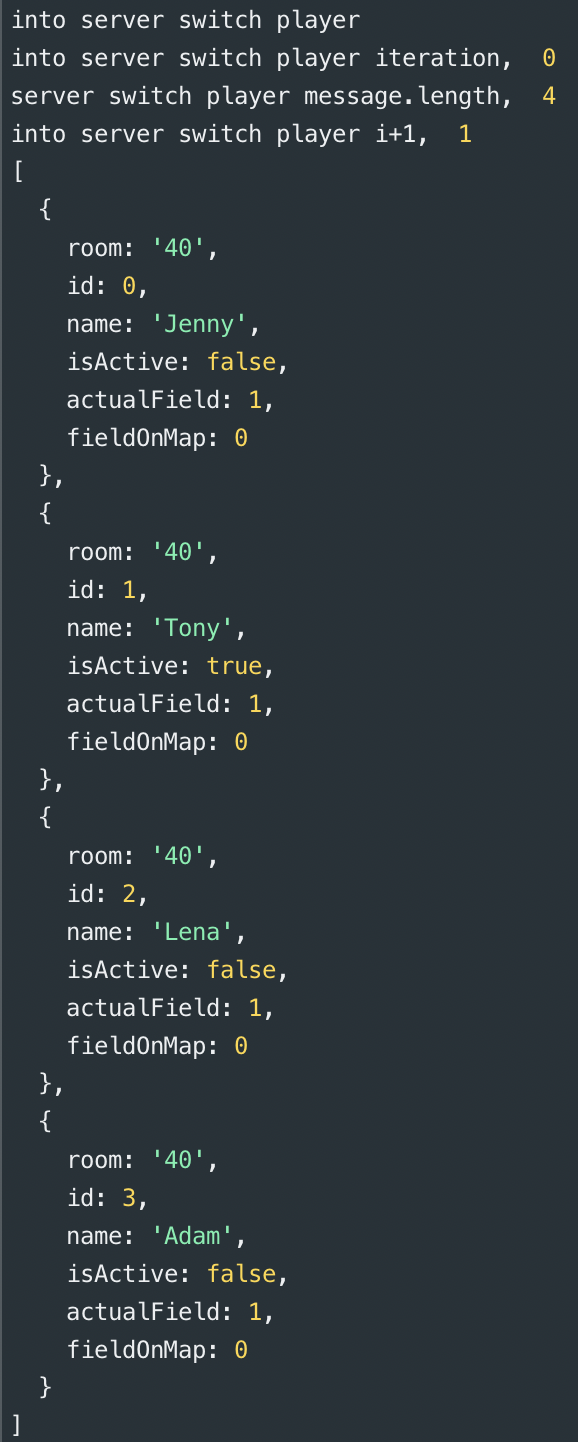 into server switch player
into server switch player iteration,  0
server switch player message.length,  4
into server switch player i+1,  1
[
  {
    room: '40',
    id: 0,
    name: 'Jenny',
    isActive: false,
    actualField: 1,
    fieldOnMap: 0
  },
  {
    room: '40',
    id: 1,
    name: 'Tony',
    isActive: true,
    actualField: 1,
    fieldOnMap: 0
  },
  {
    room: '40',
    id: 2,
    name: 'Lena',
    isActive: false,
    actualField: 1,
    fieldOnMap: 0
  },
  {
    room: '40',
    id: 3,
    name: 'Adam',
    isActive: false,
    actualField: 1,
    fieldOnMap: 0
  }
]